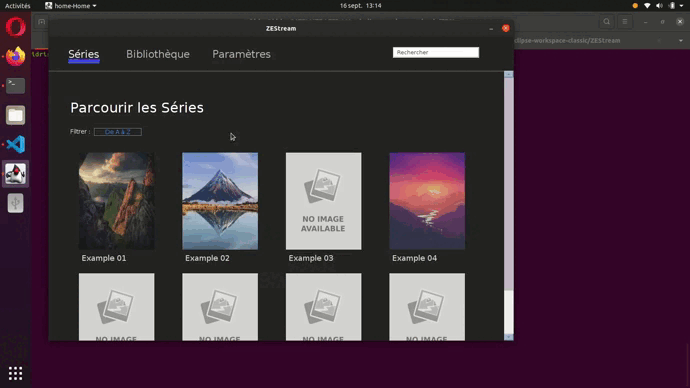 Activités home-Home 16 sept. 13:14
ZEStream
clipse-workspace-classic/ZEStream
Séries Bibliothèque Paramètres Rechercher
Parcourir les Séries
Filtrer : De A à Z
NO IMAGE
AVAILABLE
Example 01 Example 02 Example 03 Example 04
NO IMAGE NO IMAGE NO IMAGE NO IMAGE